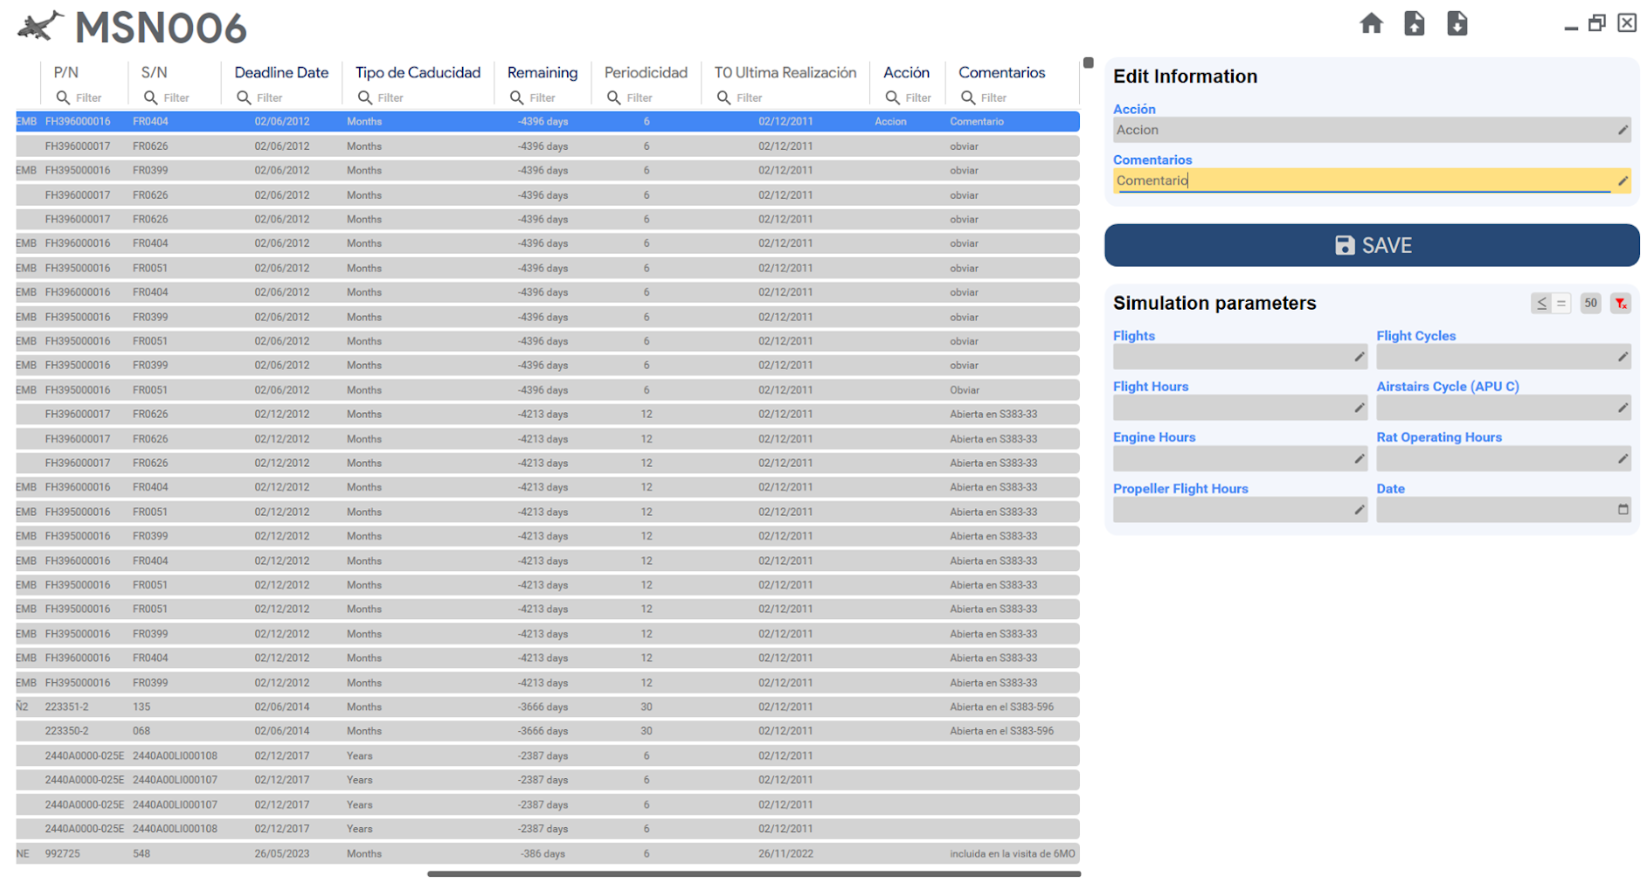 MSN006
P/N S/N Deadline Date Tipo de Caducidad Remaining Periodicidad T0 Ultima Realización Acción Comentarios
Filter Filter Filter Filter Filter Filter Filter Filter Filter
EMB FH396000016 FR0404 02/06/2012 Months -4396 days 6 02/12/2011 Accion Comentario
FH396000017 FR0626 02/06/2012 Months -4396 days 6 02/12/2011 obviar
EMB FH395000016 FR0399 02/06/2012 Months -4396 days 6 02/12/2011 obviar
FH396000017 FR0626 02/06/2012 Months -4396 days 6 02/12/2011 obviar
FH396000017 FR0626 02/06/2012 Months -4396 days 6 02/12/2011 obviar
EMB FH396000016 FR0404 02/06/2012 Months -4396 days 6 02/12/2011 obviar
EMB FH395000016 FR0051 02/06/2012 Months -4396 days 6 02/12/2011 obviar
EMB FH396000016 FR0404 02/06/2012 Months -4396 days 6 02/12/2011 obviar
EMB FH395000016 FR0399 02/06/2012 Months -4396 days 6 02/12/2011 obviar
EMB FH395000016 FR0051 02/06/2012 Months -4396 days 6 02/12/2011 obviar
EMB FH395000016 FR0399 02/06/2012 Months -4396 days 6 02/12/2011 obviar
EMB FH395000016 FR0051 02/06/2012 Months -4396 days 6 02/12/2011 Obviar
FH396000017 FR0626 02/12/2012 Months -4213 days 12 02/12/2011 Abierta en S383-33
FH396000017 FR0626 02/12/2012 Months -4213 days 12 02/12/2011 Abierta en S383-33
FH396000017 FR0626 02/12/2012 Months -4213 days 12 02/12/2011 Abierta en S383-33
EMB FH396000016 FR0404 02/12/2012 Months -4213 days 12 02/12/2011 Abierta en S383-33
EMB FH395000016 FR0051 02/12/2012 Months -4213 days 12 02/12/2011 Abierta en S383-33
EMB FH395000016 FR0399 02/12/2012 Months -4213 days 12 02/12/2011 Abierta en S383-33
EMB FH396000016 FR0404 02/12/2012 Months -4213 days 12 02/12/2011 Abierta en S383-33
EMB FH395000016 FR0051 02/12/2012 Months -4213 days 12 02/12/2011 Abierta en S383-33
EMB FH395000016 FR0051 02/12/2012 Months -4213 days 12 02/12/2011 Abierta en S383-33
EMB FH395000016 FR0399 02/12/2012 Months -4213 days 12 02/12/2011 Abierta en S383-33
EMB FH396000016 FR0404 02/12/2012 Months -4213 days 12 02/12/2011 Abierta en S383-33
EMB FH395000016 FR0399 02/12/2012 Months -4213 days 12 02/12/2011 Abierta en S383-33
Ñ2 223351-2 135 02/06/2014 Months -3666 days 30 02/12/2011 Abierta en el S383-596
223350-2 068 02/06/2014 Months -3666 days 30 02/12/2011 Abierta en el S383-596
2440A0000-025E 2440A00LI000108 02/12/2017 Years -2387 days 6 02/12/2011
2440A0000-025E 2440A00LI000107 02/12/2017 Years -2387 days 6 02/12/2011
2440A0000-025E 2440A00LI000107 02/12/2017 Years -2387 days 6 02/12/2011
2440A0000-025E 2440A00LI000108 02/12/2017 Years -2387 days 6 02/12/2011
NE 992725 548 26/05/2023 Months -386 days 6 26/11/2022 incluida en la visita de 6MO
Edit Information
Acción
Accion
Comentarios
Comentario
SAVE
Simulation parameters ≤ = 50
Flights Flight Cycles
Flight Hours Airstairs Cycle (APU C)
Engine Hours Rat Operating Hours
Propeller Flight Hours Date